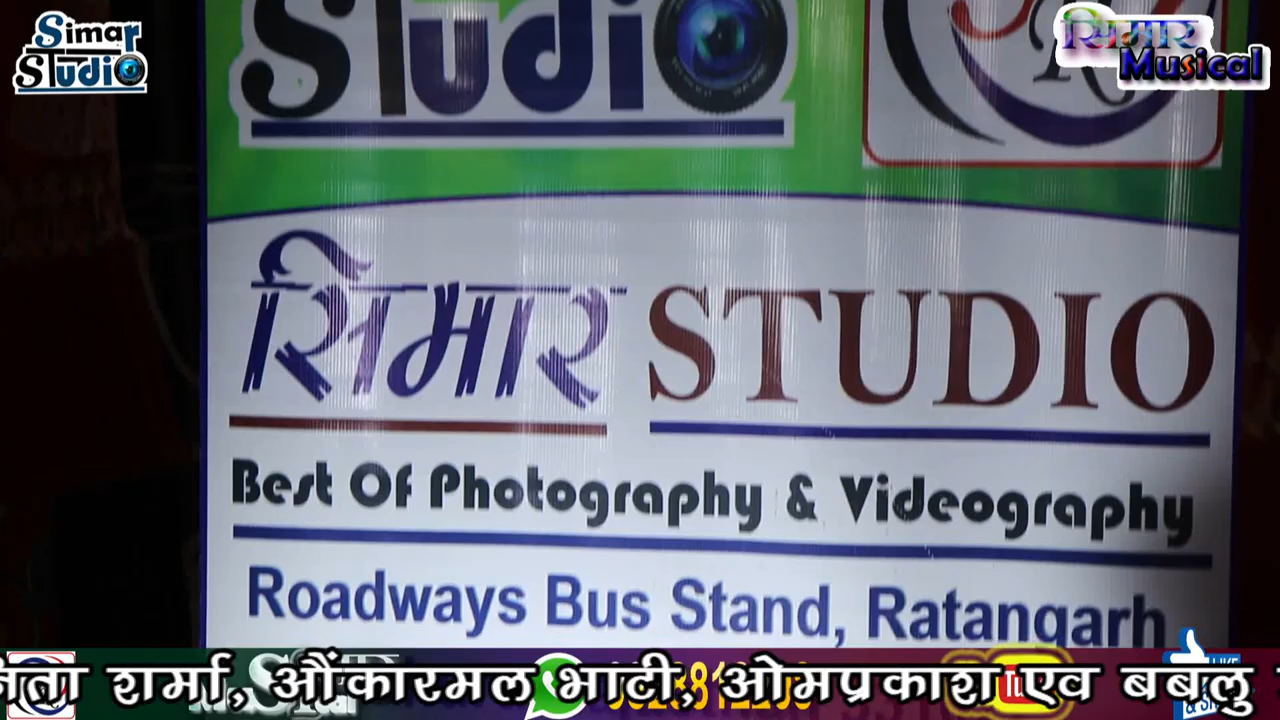 Simar
STudio
सिमार
Musical
STudiO
सिमार STUDIO
Best Of Photography & Videography
Roadways Bus Stand, Ratangarh
शर्मा, औंकारमल भाटी, ओमप्रकाश एव बबलु
LIKE